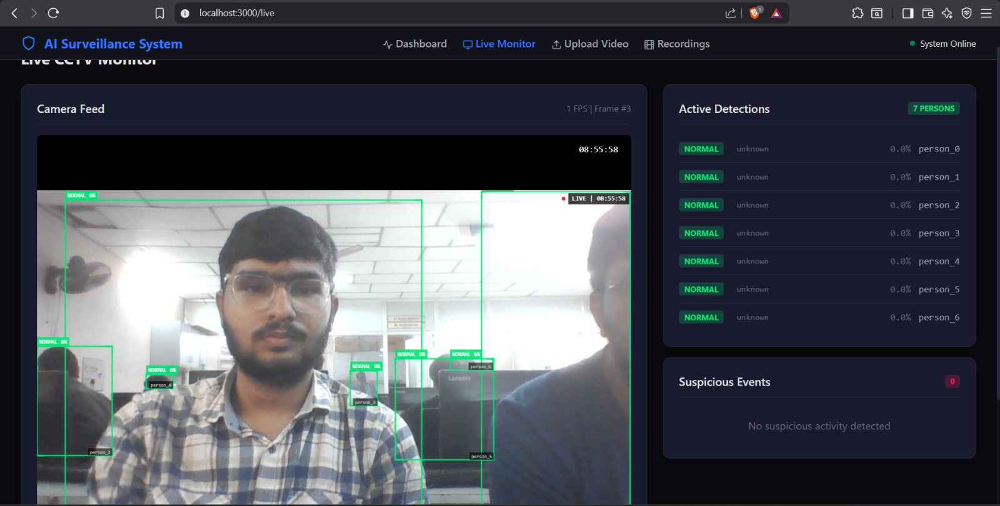 localhost:3000/live
1
AI Surveillance System
Dashboard
Live Monitor
Upload Video
Recordings
System Online
Live CCTV Monitor
Camera Feed
1 FPS | Frame #3
08:55:58
NORMAL 0%
LIVE | 08:55:58
NORMAL 0%
NORMAL 0%
NORMAL 0%
NORMAL 0%
NORMAL 0%
person_6
Lenovo
person_4
person_3
person_2
person_5
Active Detections
7 PERSONS
NORMAL unknown 0.0% person_0
NORMAL unknown 0.0% person_1
NORMAL unknown 0.0% person_2
NORMAL unknown 0.0% person_3
NORMAL unknown 0.0% person_4
NORMAL unknown 0.0% person_5
NORMAL unknown 0.0% person_6
Suspicious Events
0
No suspicious activity detected